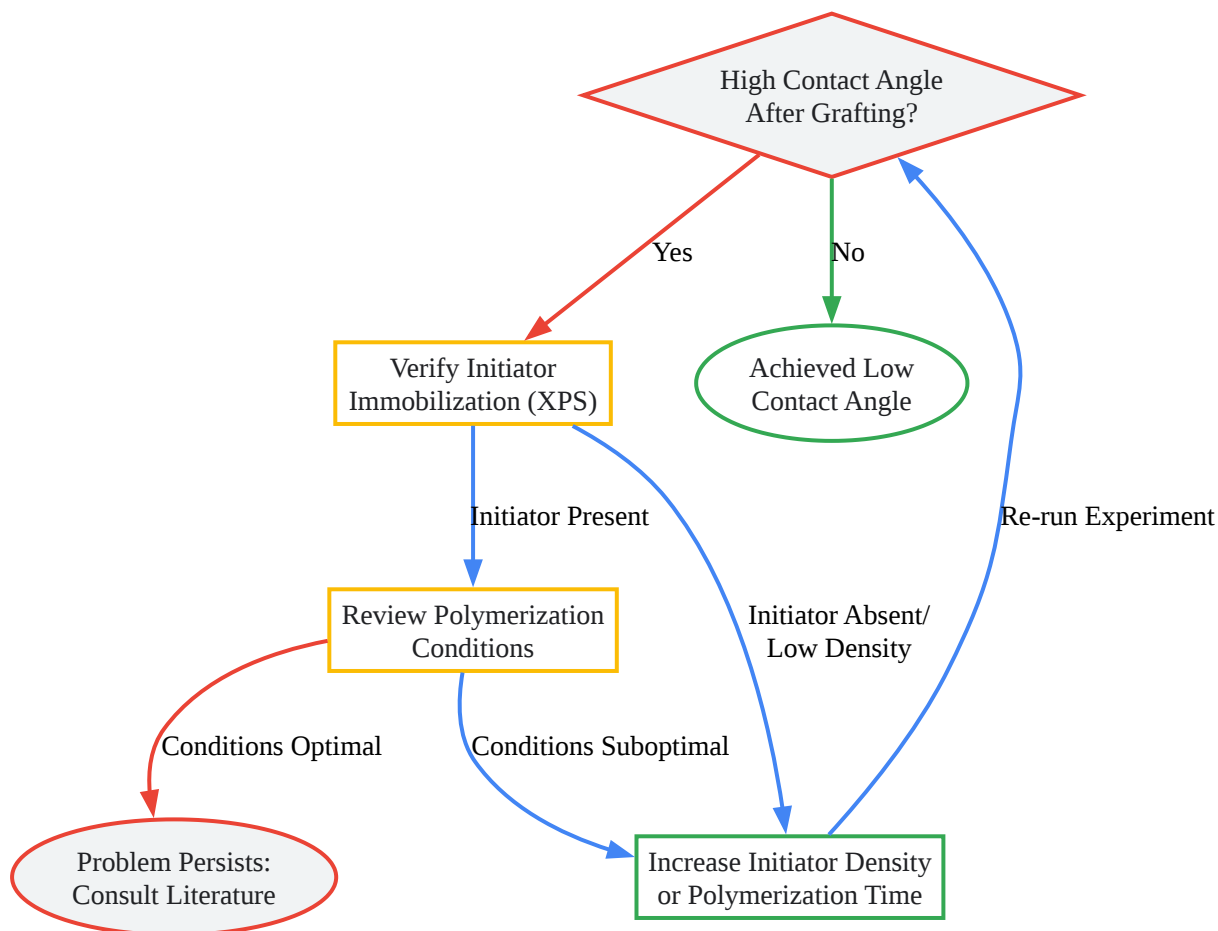 High Contact Angle
After Grafting?
Yes
No
Verify Initiator
Immobilization (XPS)
Achieved Low
Contact Angle
Initiator Present
Re-run Experiment
Review Polymerization
Conditions
Initiator Absent/
Low Density
Conditions Optimal
Conditions Suboptimal
Problem Persists:
Consult Literature
Increase Initiator Density
or Polymerization Time